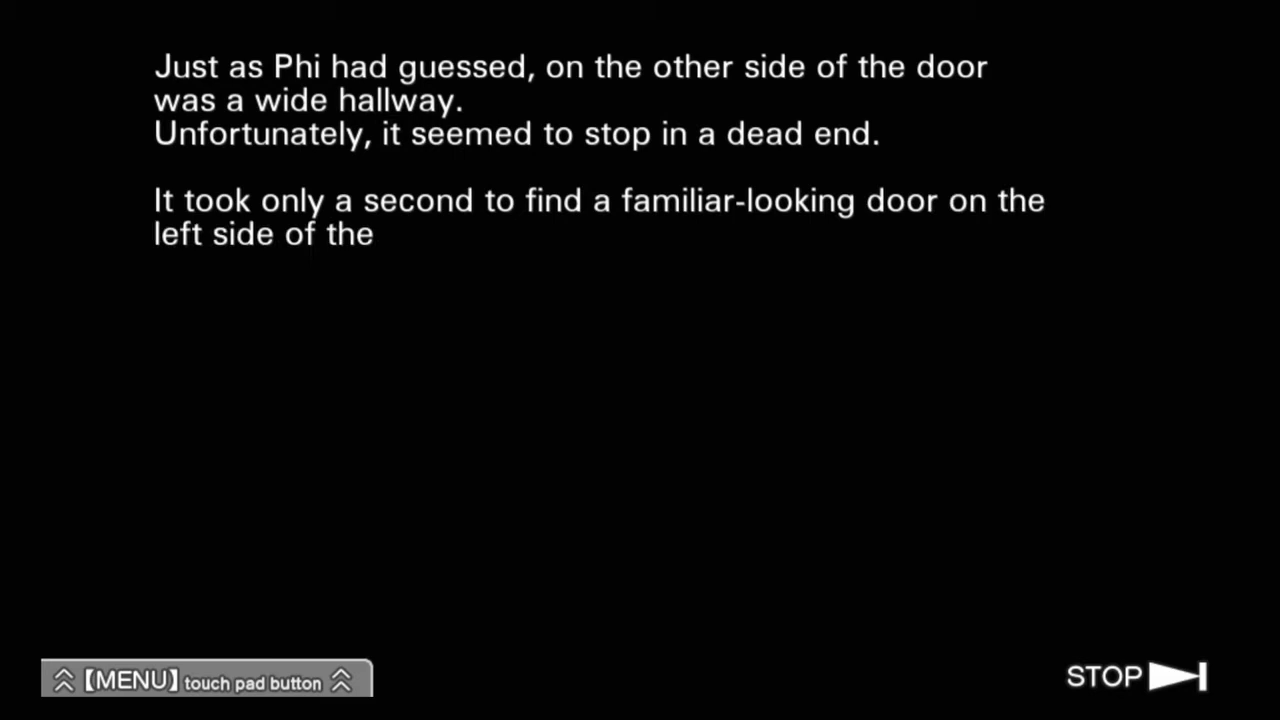 Just as Phi had guessed, on the other side of the door
was a wide hallway.
Unfortunately, it seemed to stop in a dead end.
It took only a second to find a familiar-looking door on the
left side of the
【MENU】 touch pad button
STOP